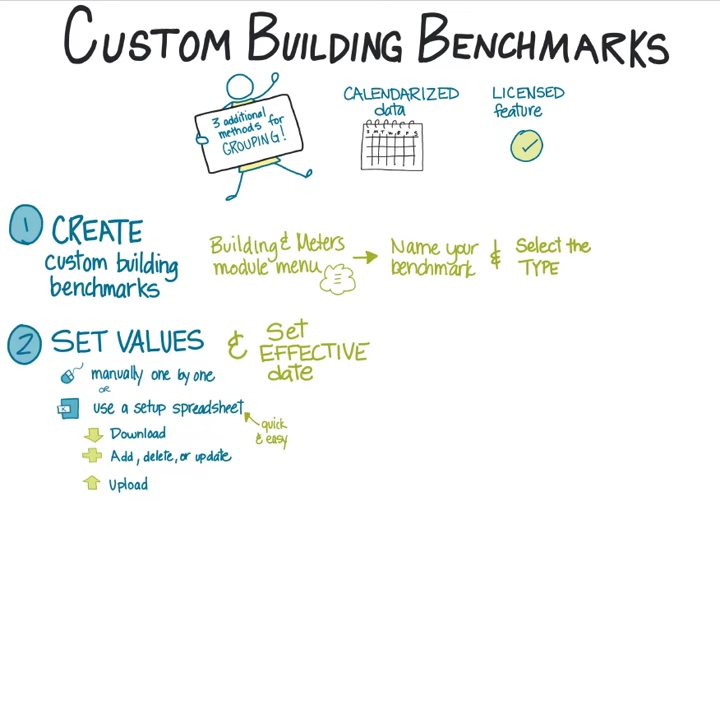 CUSTOM BUILDING BENCHMARKS
3 additional
methods for
GROUPING!
CALENDARIZED
data
S M T W T F S
LICENSED
feature
1 CREATE
custom building
benchmarks
Building & Meters
module menu
Name your
benchmark
&
Select the
TYPE
2 SET VALUES
& Set
EFFECTIVE
date
manually one by one
OR
use a setup spreadsheet
quick
& easy
Download
Add, delete, or update
Upload